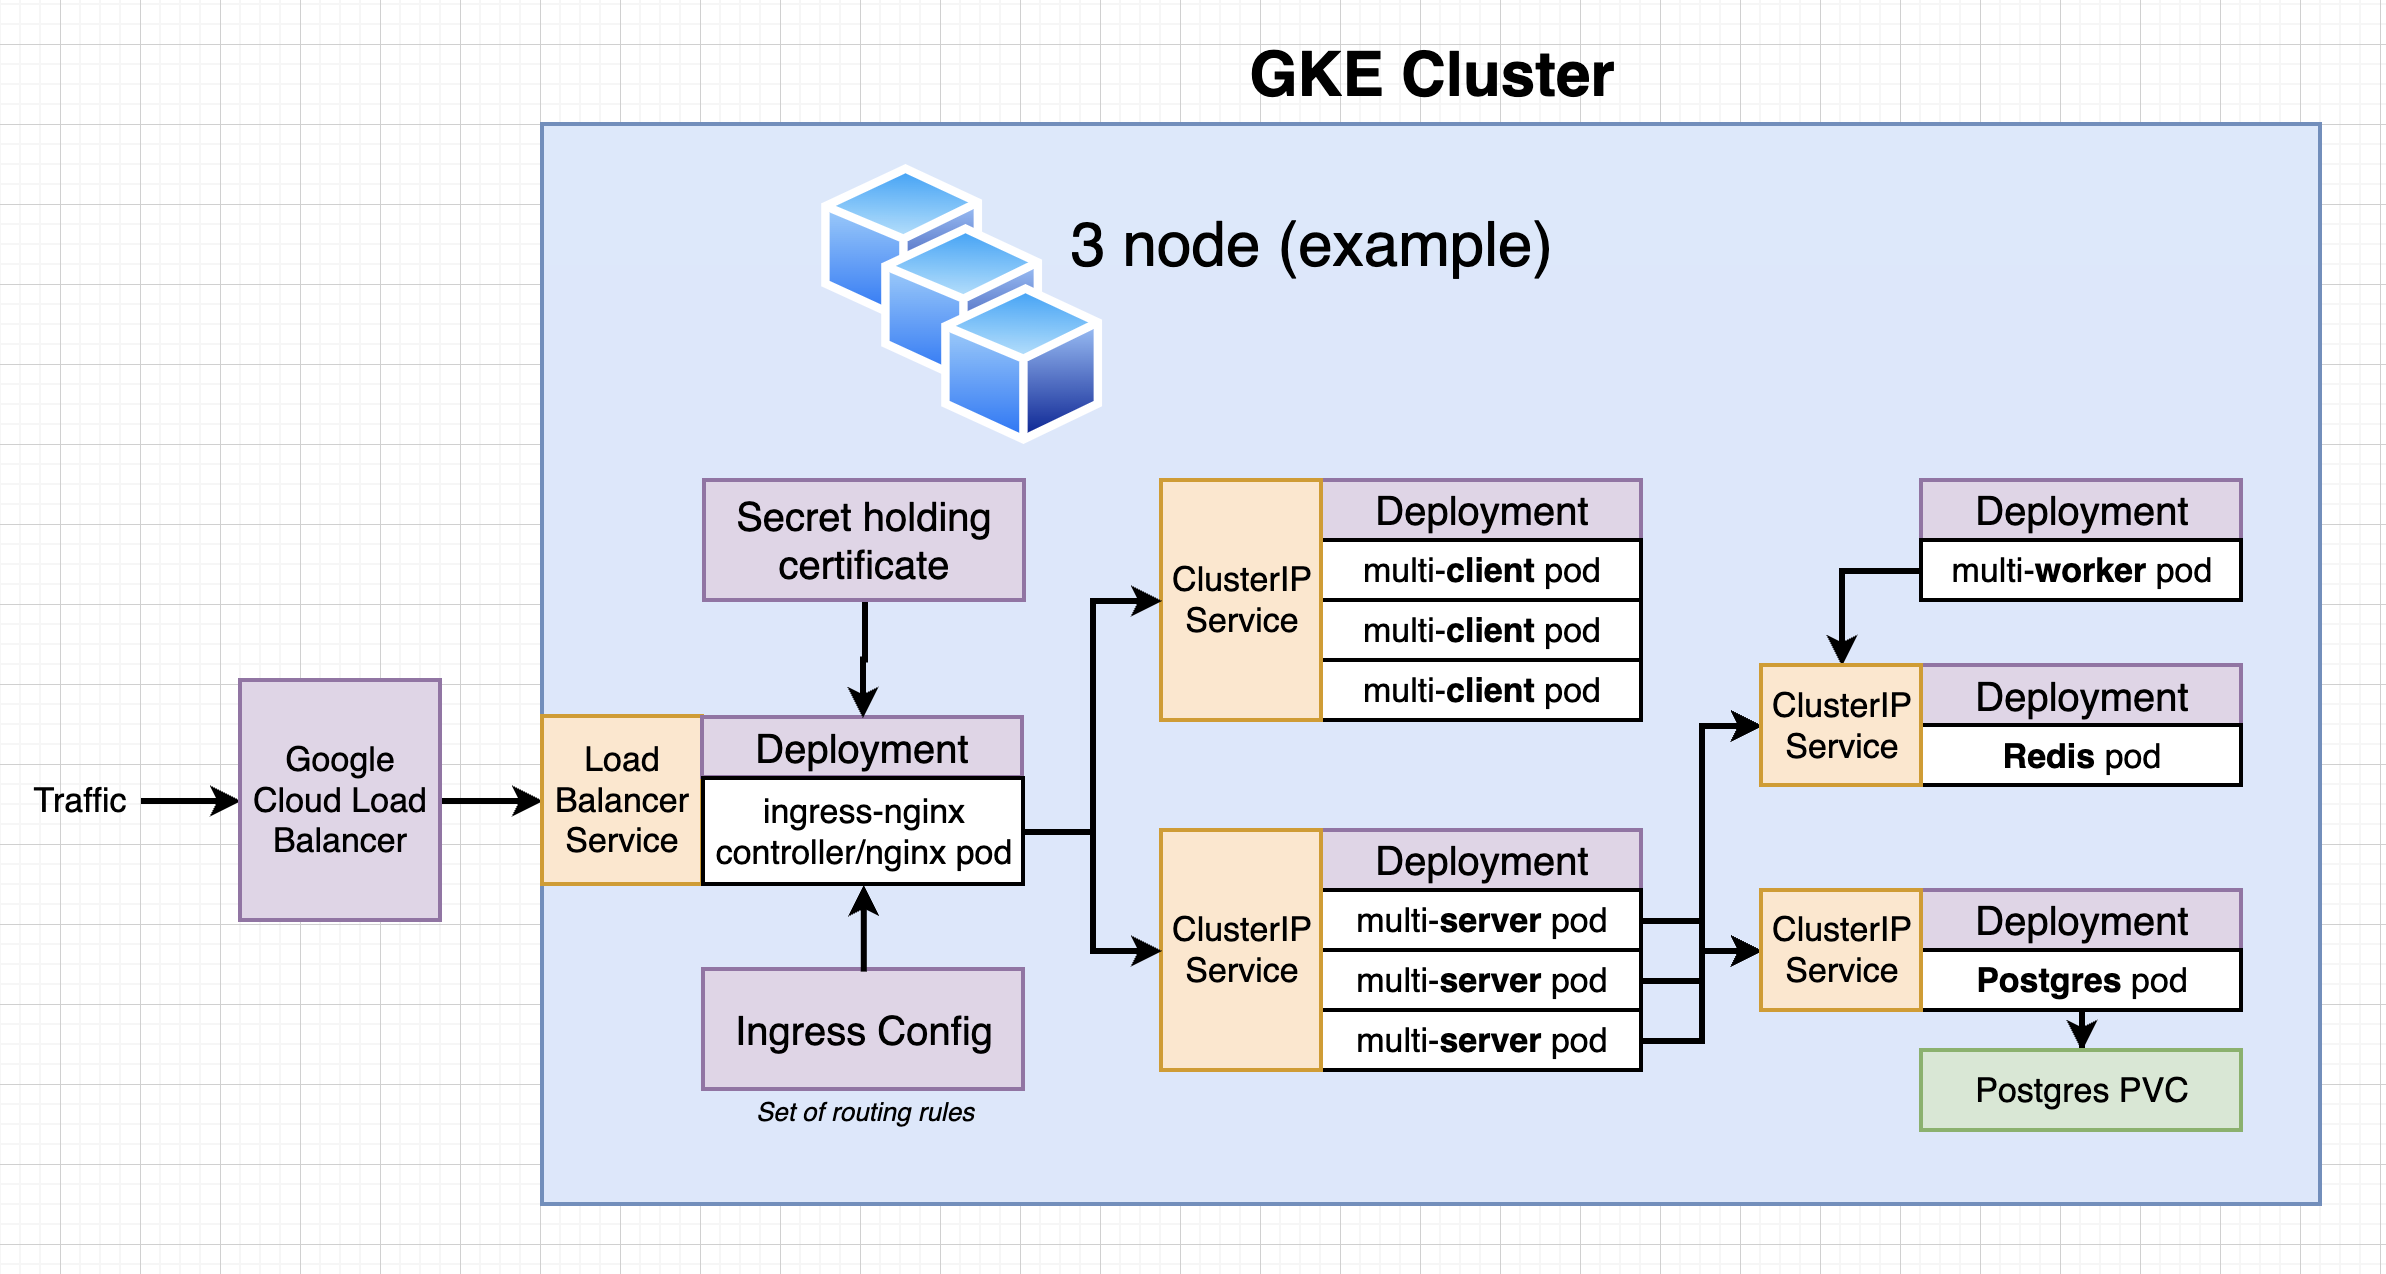 GKE Cluster
3 node (example)
Secret holding
certificate
Traffic
Google
Cloud Load
Balancer
Load
Balancer
Service
Deployment
ingress-nginx
controller/nginx pod
Ingress Config
Set of routing rules
ClusterIP
Service
Deployment
multi-client pod
multi-client pod
multi-client pod
ClusterIP
Service
Deployment
multi-server pod
multi-server pod
multi-server pod
Deployment
multi-worker pod
ClusterIP
Service
Deployment
Redis pod
ClusterIP
Service
Deployment
Postgres pod
Postgres PVC